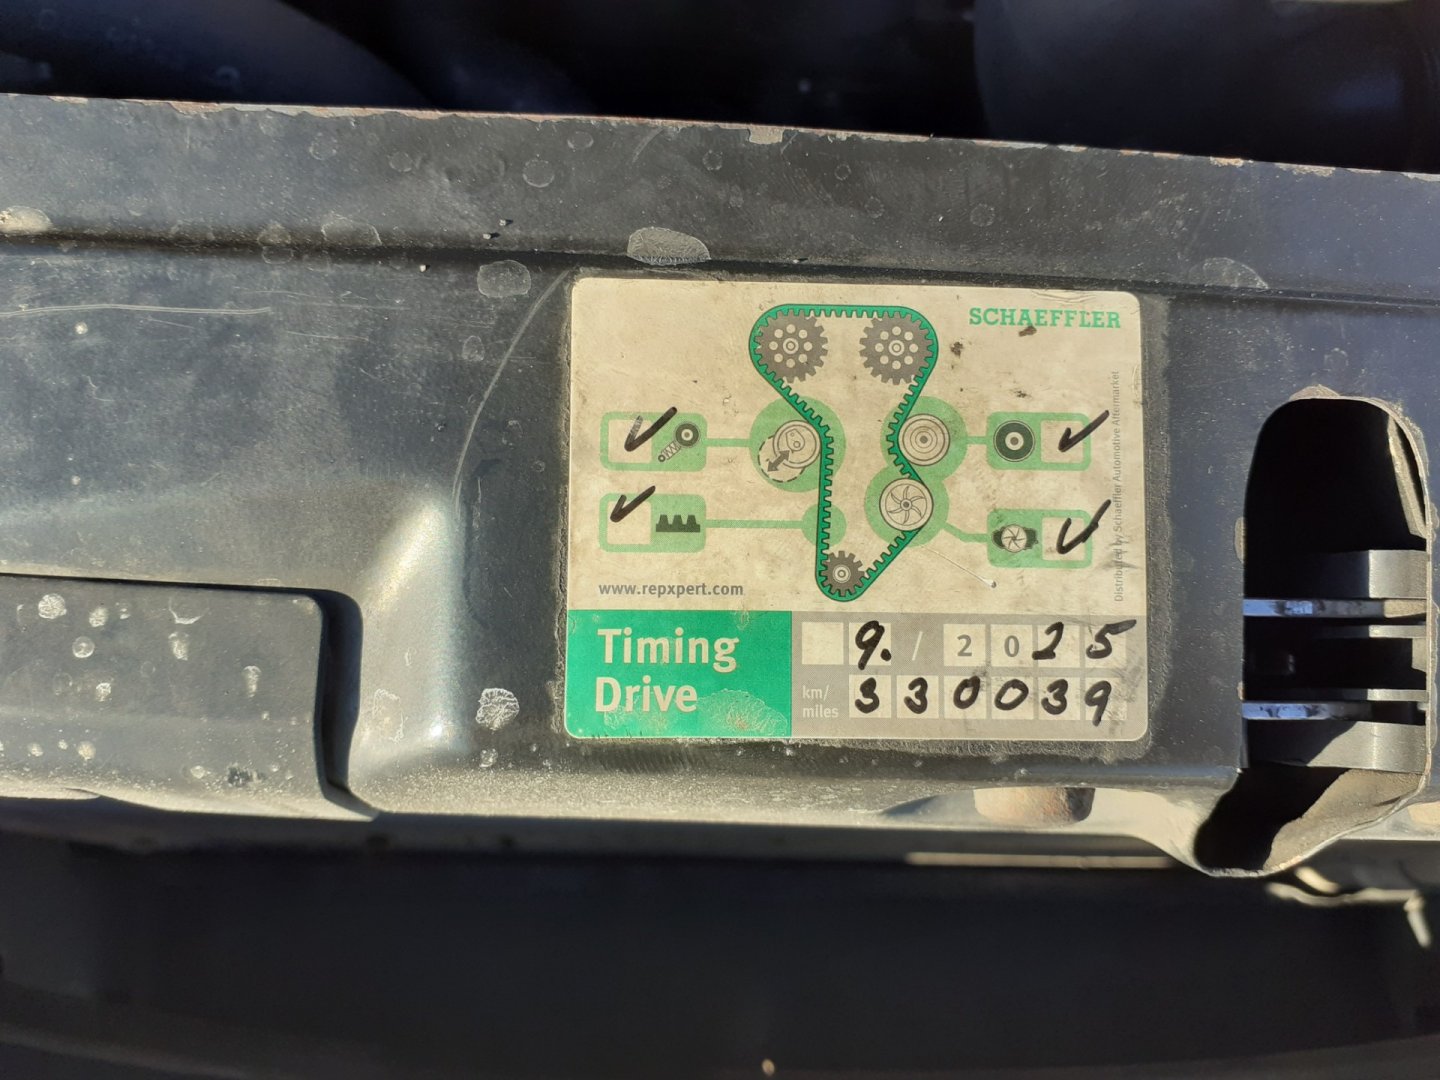 SCHAEFFLER
Distributed by Schaeffler Automotive Aftermarket
www.repxpert.com
Timing
Drive
9. / 2025
km/
miles
330039